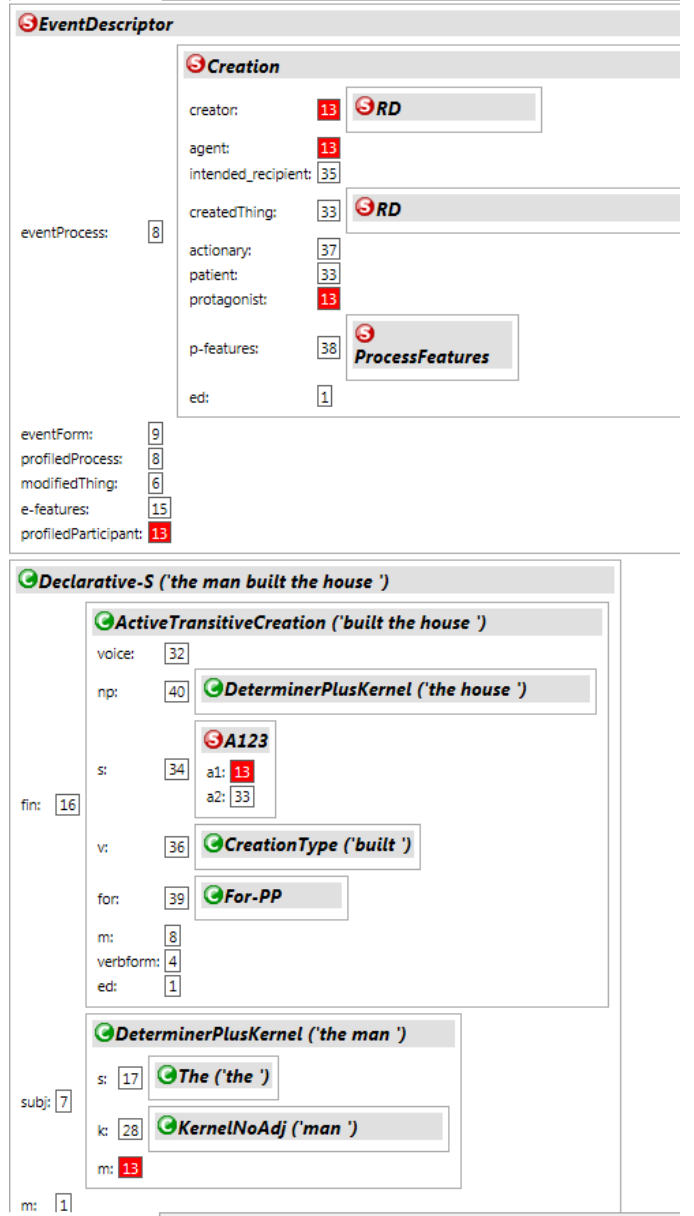 S EventDescriptor
S Creation
creator: 13 S RD
agent: 13
intended_recipient: 35
createdThing: 33 S RD
eventProcess: 8
actionary: 37
patient: 33
protagonist: 13
p-features: 38 S ProcessFeatures
ed: 1
eventForm: 9
profiledProcess: 8
modifiedThing: 6
e-features: 15
profiledParticipant: 13
C Declarative-S ('the man built the house ')
C ActiveTransitiveCreation ('built the house ')
voice: 32
np: 40 C DeterminerPlusKernel ('the house ')
S A123
s: 34 a1: 13
a2: 33
fin: 16
v: 36 C CreationType ('built ')
for: 39 C For-PP
m: 8
verbform: 4
ed: 1
C DeterminerPlusKernel ('the man ')
s: 17 C The ('the ')
subj: 7
k: 28 C KernelNoAdj ('man ')
m: 13
m: 1